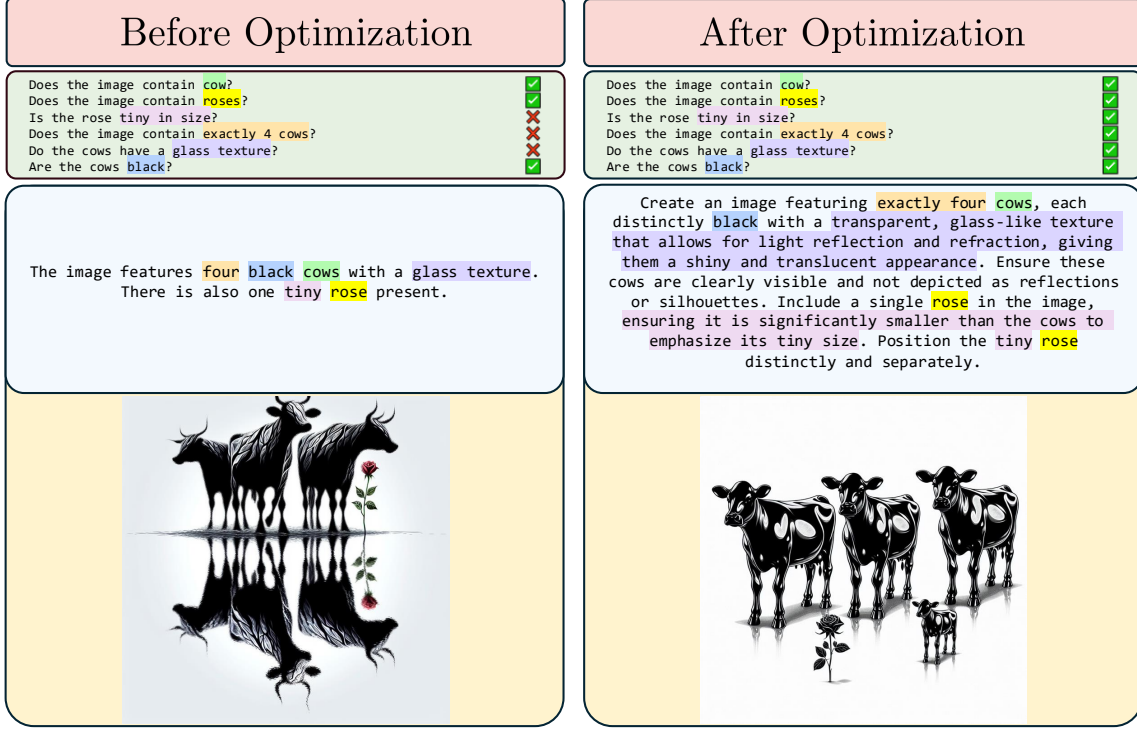 Before Optimization
Does the image contain cow?
Does the image contain roses?
Is the rose tiny in size?
Does the image contain exactly 4 cows?
Do the cows have a glass texture?
Are the cows black?
The image features four black cows with a glass texture.
There is also one tiny rose present.
After Optimization
Does the image contain cow?
Does the image contain roses?
Is the rose tiny in size?
Does the image contain exactly 4 cows?
Do the cows have a glass texture?
Are the cows black?
Create an image featuring exactly four cows, each
distinctly black with a transparent, glass-like texture
that allows for light reflection and refraction, giving
them a shiny and translucent appearance. Ensure these
cows are clearly visible and not depicted as reflections
or silhouettes. Include a single rose in the image,
ensuring it is significantly smaller than the cows to
emphasize its tiny size. Position the tiny rose
distinctly and separately.